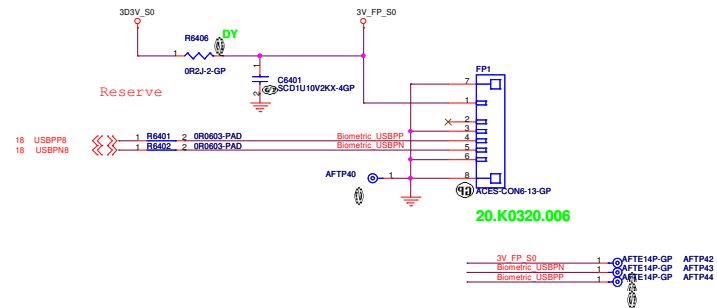 3D3V_S0
3V_FP_S0
R6406
DY
1 2
0R2J-2-GP
C6401
SCD1U10V2KX-4GP
1
2
Reserve
FP1
7
1
2
3
4
5
6
8
18 USBPP8 1 R6401 2 0R0603-PAD Biometric_USBPP
18 USBPN8 1 R6402 2 0R0603-PAD Biometric_USBPN
AFTP40 1
ACES-CON6-13-GP
20.K0320.006
3V_FP_S0 1 AFTE14P-GP AFTP42
Biometric_USBPN 1 AFTE14P-GP AFTP43
Biometric_USBPP 1 AFTE14P-GP AFTP44